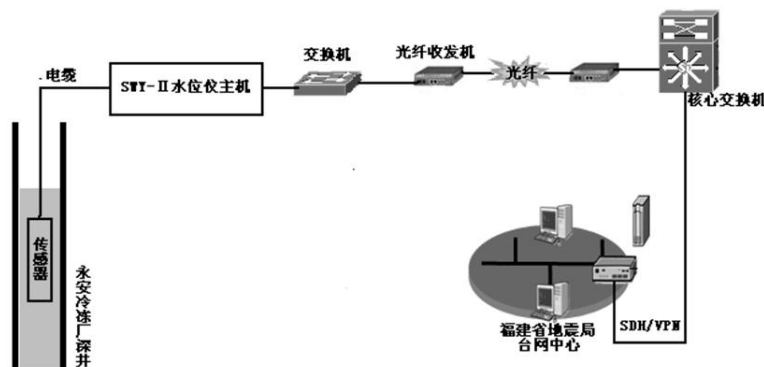 电缆
SWY-Ⅱ水位仪主机
交换机
光纤收发机
光纤
核心交换机
传感器
永安冷冻厂深井
福建省地震局
台网中心
SDH/VPN